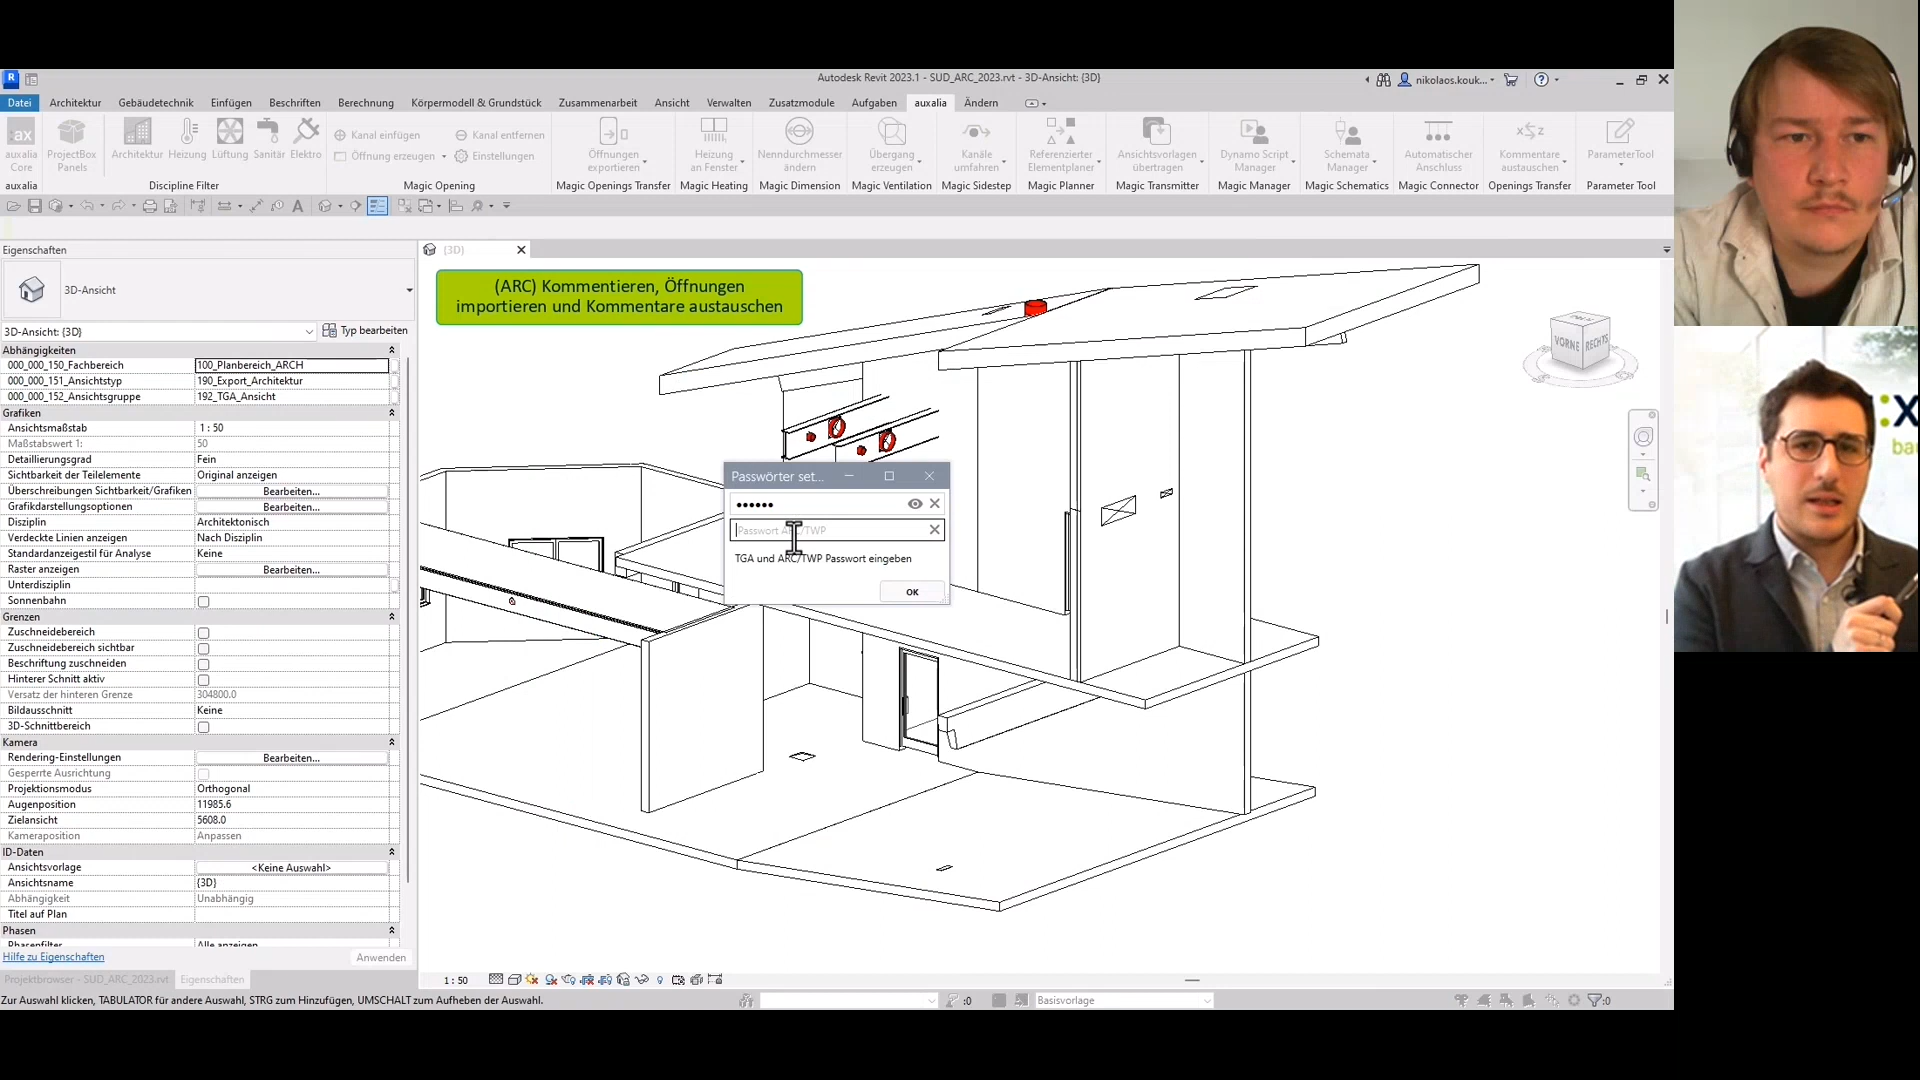 Autodesk Revit 2023.1 - SUD_ARC_2023.rvt - 3D-Ansicht: {3D}
nikolaos.kouk...
Datei Architektur Gebäudetechnik Einfügen Beschriften Berechnung Körpermodell & Grundstück Zusammenarbeit Ansicht Verwalten Zusatzmodule Aufgaben auxalia Ändern
:ax
auxalia Core
ProjectBox Panels
Architektur Heizung Lüftung Sanitär Elektro
Kanal einfügen
Kanal entfernen
Öffnung erzeugen
Einstellungen
Öffnungen exportieren
Heizung an Fenster
Nenndurchmesser ändern
Übergang erzeugen
Kanäle umfahren
Referenzierter Elementplaner
Ansichtsvorlagen übertragen
Dynamo Script Manager
Schemata Manager
Automatischer Anschluss
Kommentare austauschen
ParameterTool
auxalia Discipline Filter Magic Opening Magic Openings Transfer Magic Heating Magic Dimension Magic Ventilation Magic Sidestep Magic Planner Magic Transmitter Magic Manager Magic Schematics Magic Connector Openings Transfer Parameter Tool
Eigenschaften
3D-Ansicht
3D-Ansicht: {3D}
Typ bearbeiten
Abhängigkeiten
000_000_150_Fachbereich 100_Planbereich_ARCH
000_000_151_Ansichtstyp 190_Export_Architektur
000_000_152_Ansichtsgruppe 192_TGA_Ansicht
Grafiken
Ansichtsmaßstab 1 : 50
Maßstabswert 1: 50
Detaillierungsgrad Fein
Sichtbarkeit der Teilelemente Original anzeigen
Überschreibungen Sichtbarkeit/Grafiken Bearbeiten...
Grafikdarstellungsoptionen Bearbeiten...
Disziplin Architektonisch
Verdeckte Linien anzeigen Nach Disziplin
Standardanzeigestil für Analyse Keine
Raster anzeigen Bearbeiten...
Unterdisziplin
Sonnenbahn
Grenzen
Zuschneidebereich
Zuschneidebereich sichtbar
Beschriftung zuschneiden
Hinterer Schnitt aktiv
Versatz der hinteren Grenze 304800.0
Bildausschnitt Keine
3D-Schnittbereich
Kamera
Rendering-Einstellungen Bearbeiten...
Gesperrte Ausrichtung
Projektionsmodus Orthogonal
Augenposition 11985.6
Zielansicht 5608.0
Kameraposition Anpassen
ID-Daten
Ansichtsvorlage <Keine Auswahl>
Ansichtsname {3D}
Abhängigkeit Unabhängig
Titel auf Plan
Phasen
Phasenfilter Alle anzeigen
Hilfe zu Eigenschaften
Anwenden
Projektbrowser - SUD_ARC_2023.rvt
Eigenschaften
{3D}
(ARC) Kommentieren, Öffnungen
importieren und Kommentare austauschen
VORNE RECHTS
Passwörter set...
••••••
Passwort ARC/TWP
TGA und ARC/TWP Passwort eingeben
OK
1 : 50
Zur Auswahl klicken, TABULATOR für andere Auswahl, STRG zum Hinzufügen, UMSCHALT zum Aufheben der Auswahl.
:0
Basisvorlage
:0
:x